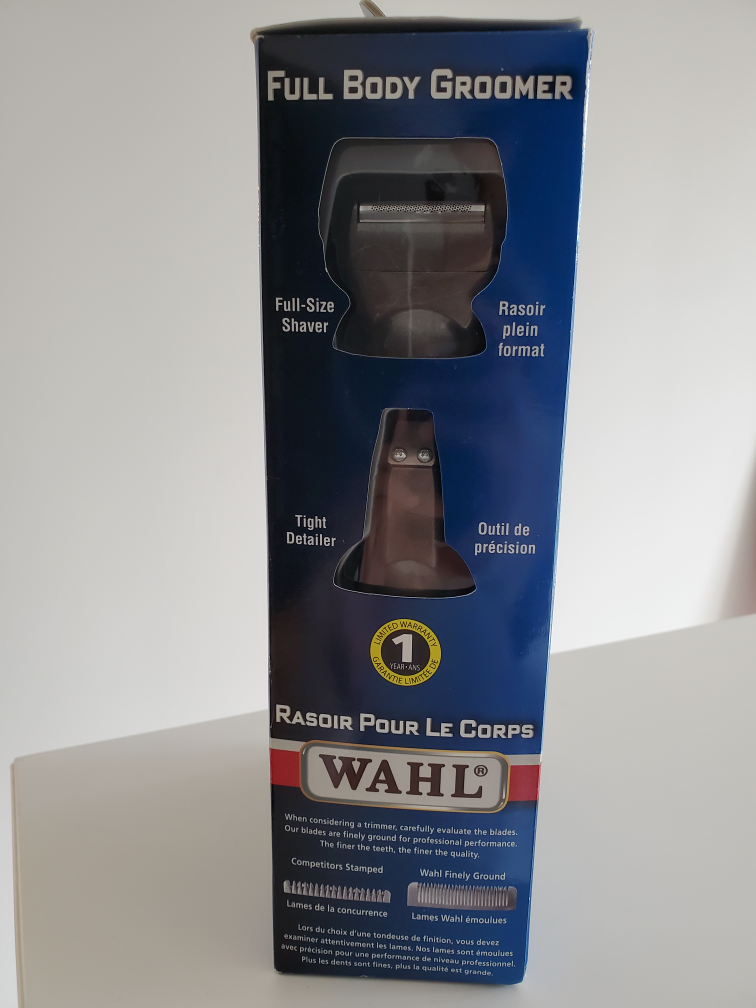 FULL BODY GROOMER
Full-Size
Shaver
Rasoir
plein
format
Tight
Detailer
Outil de
précision
LIMITED WARRANTY
1
YEAR • ANS
GARANTIE LIMITÉE DE
RASOIR POUR LE CORPS
WAHL®
When considering a trimmer, carefully evaluate the blades.
Our blades are finely ground for professional performance.
The finer the teeth, the finer the quality.
Competitors Stamped
Lames de la concurrence
Wahl Finely Ground
Lames Wahl émoulues
Lors du choix d'une tondeuse de finition, vous devez
examiner attentivement les lames. Nos lames sont émoulues
avec précision pour une performance de niveau professionnel.
Plus les dents sont fines, plus la qualité est grande.